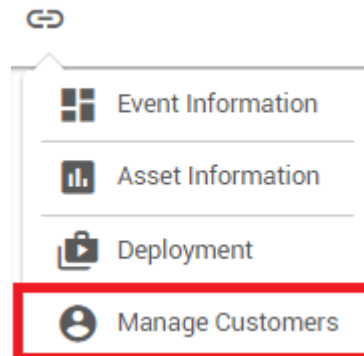 Event Information
Asset Information
Deployment
Manage Customers